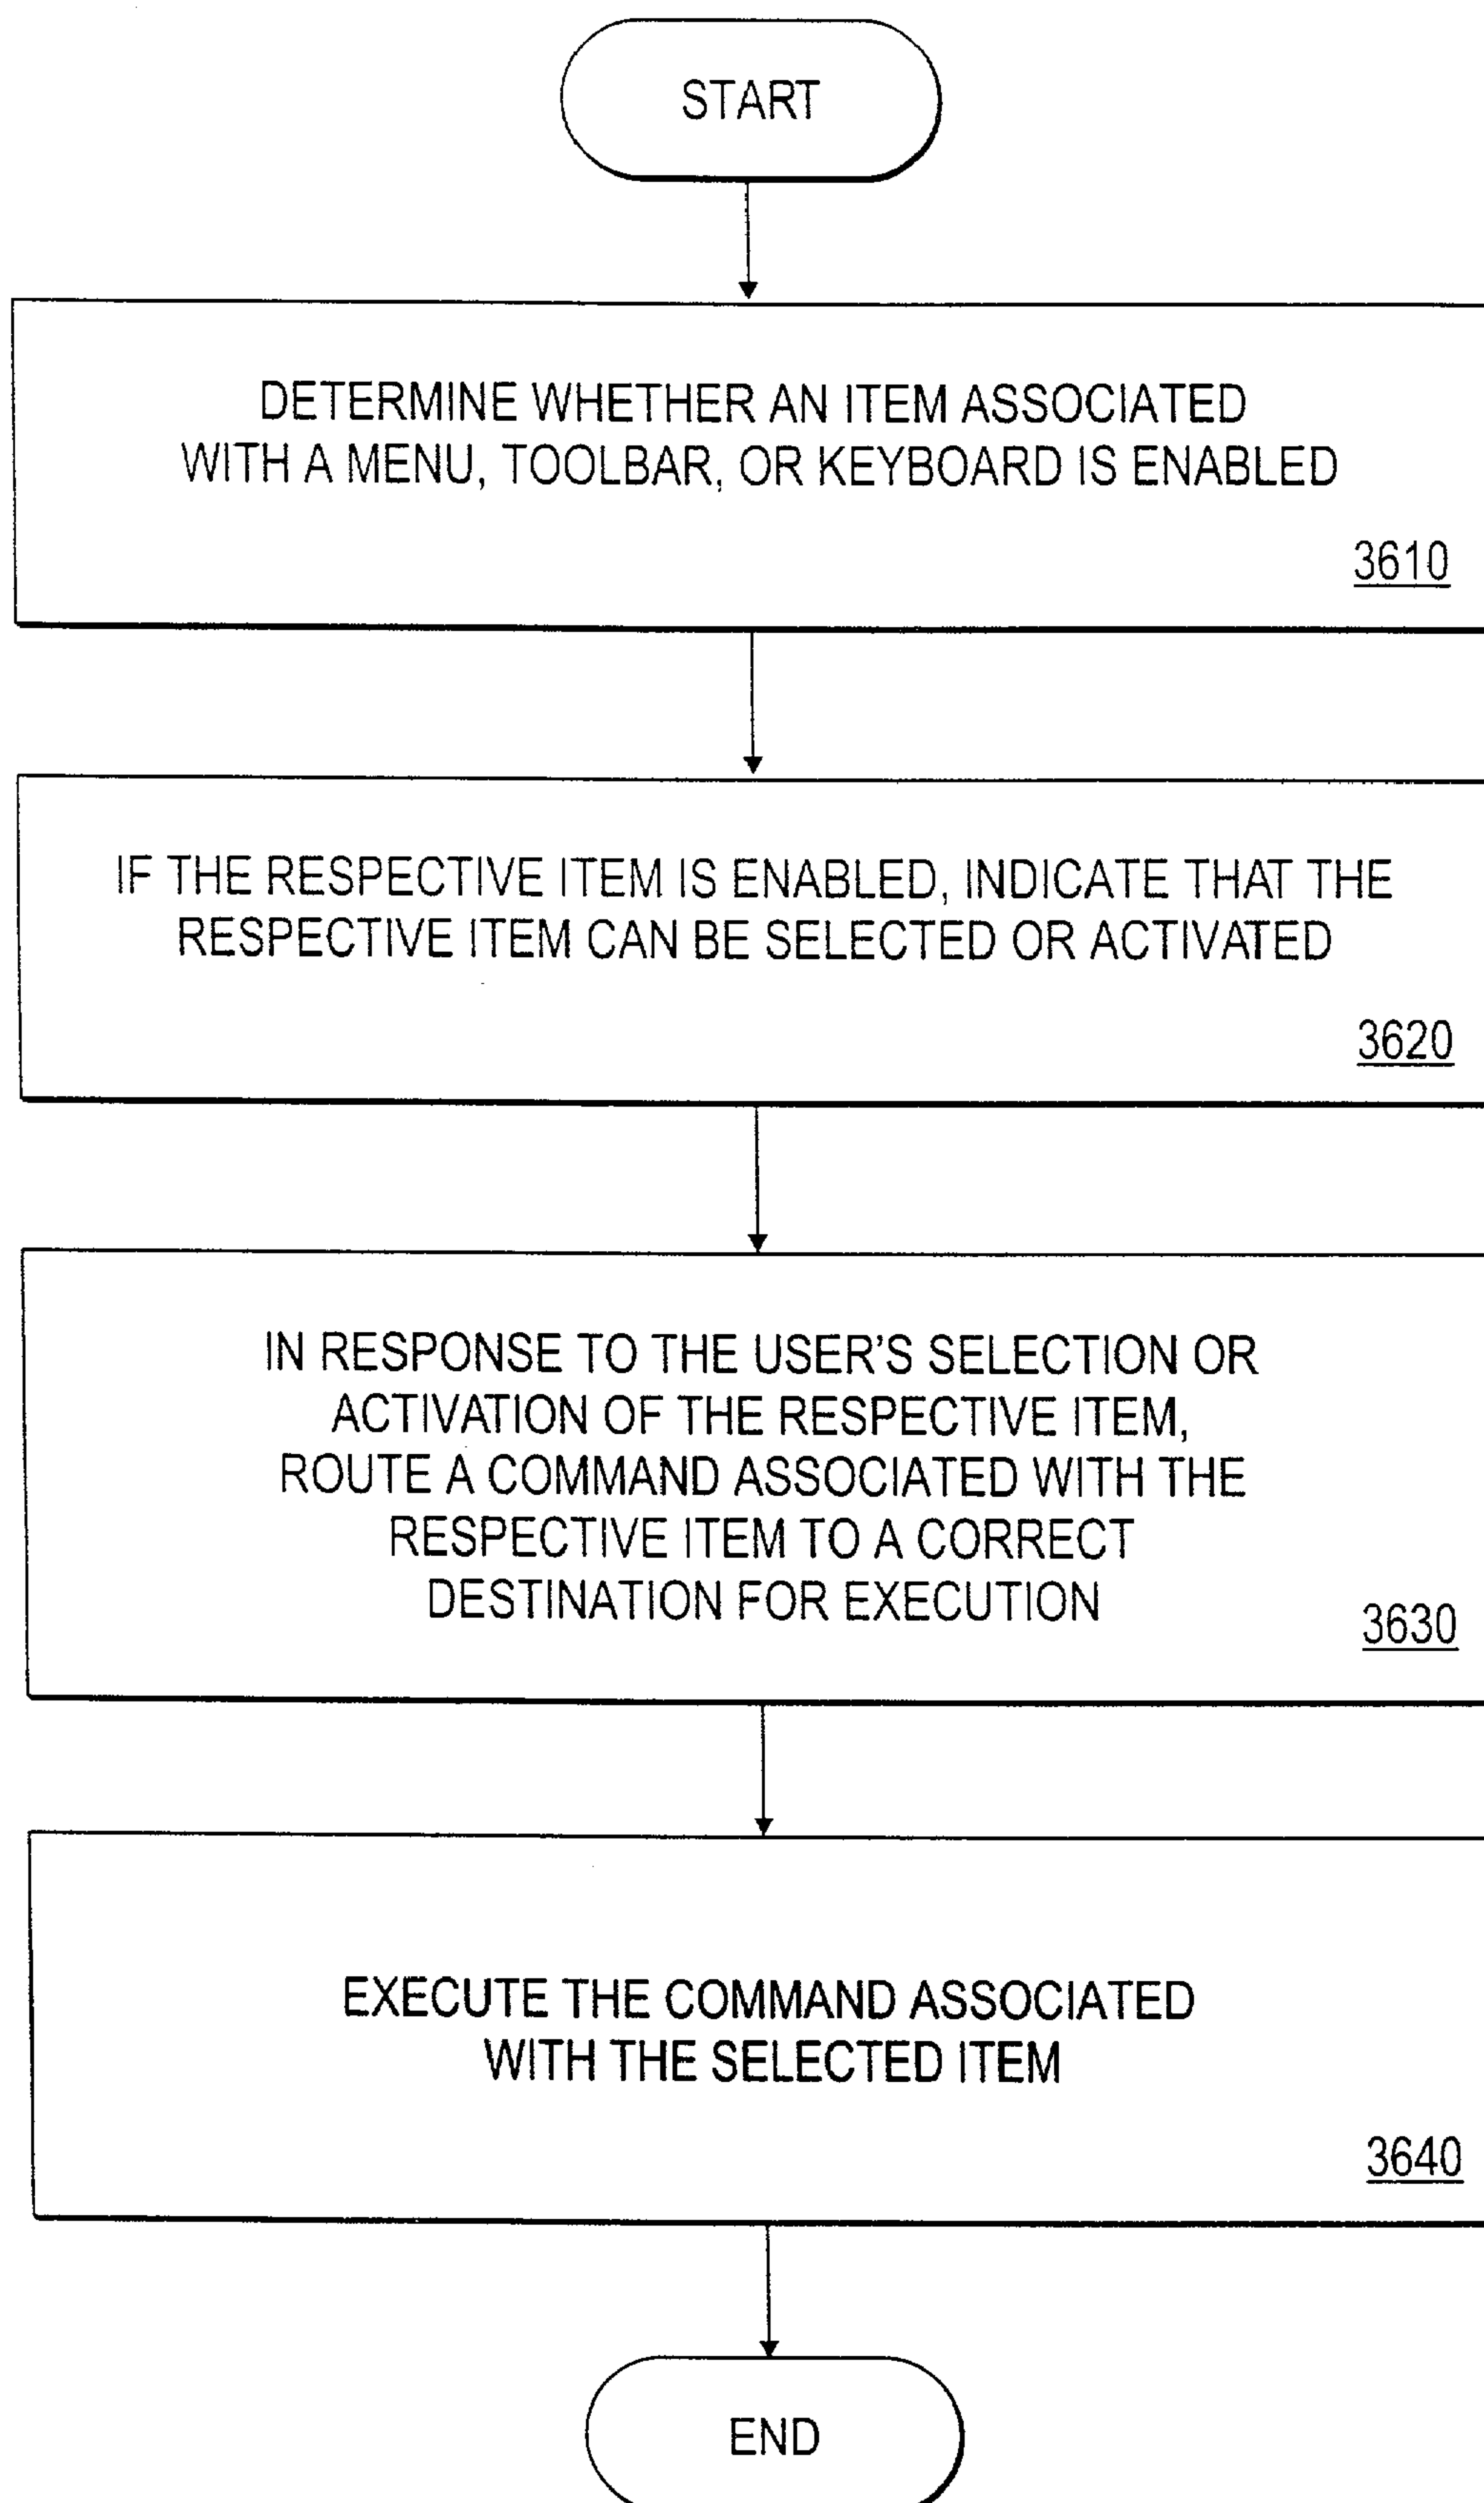 START
DETERMINE WHETHER AN ITEM ASSOCIATED
WITH A MENU, TOOLBAR, OR KEYBOARD IS ENABLED
3610
IF THE RESPECTIVE ITEM IS ENABLED, INDICATE THAT THE
RESPECTIVE ITEM CAN BE SELECTED OR ACTIVATED
3620
IN RESPONSE TO THE USER'S SELECTION OR
ACTIVATION OF THE RESPECTIVE ITEM,
ROUTE A COMMAND ASSOCIATED WITH THE
RESPECTIVE ITEM TO A CORRECT
DESTINATION FOR EXECUTION
3630
EXECUTE THE COMMAND ASSOCIATED
WITH THE SELECTED ITEM
3640
END